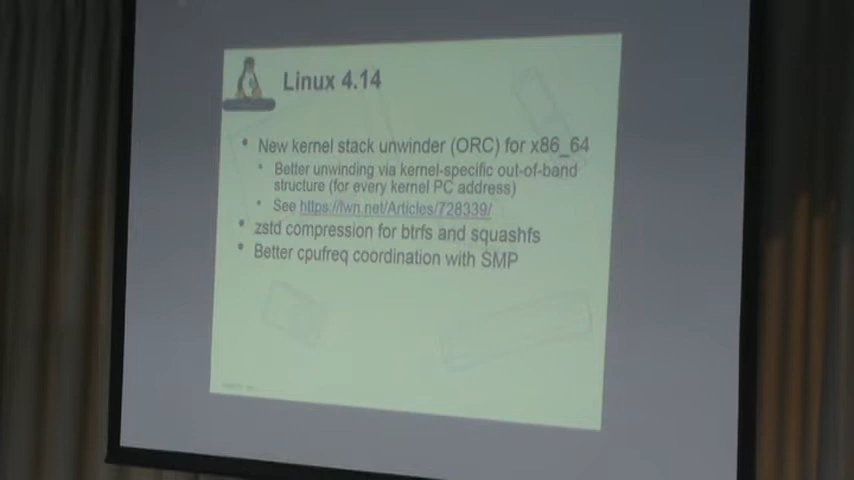 Linux 4.14
• New kernel stack unwinder (ORC) for x86_64
• Better unwinding via kernel-specific out-of-band
structure (for every kernel PC address)
• See https://lwn.net/Articles/728339/
• zstd compression for btrfs and squashfs
• Better cpufreq coordination with SMP